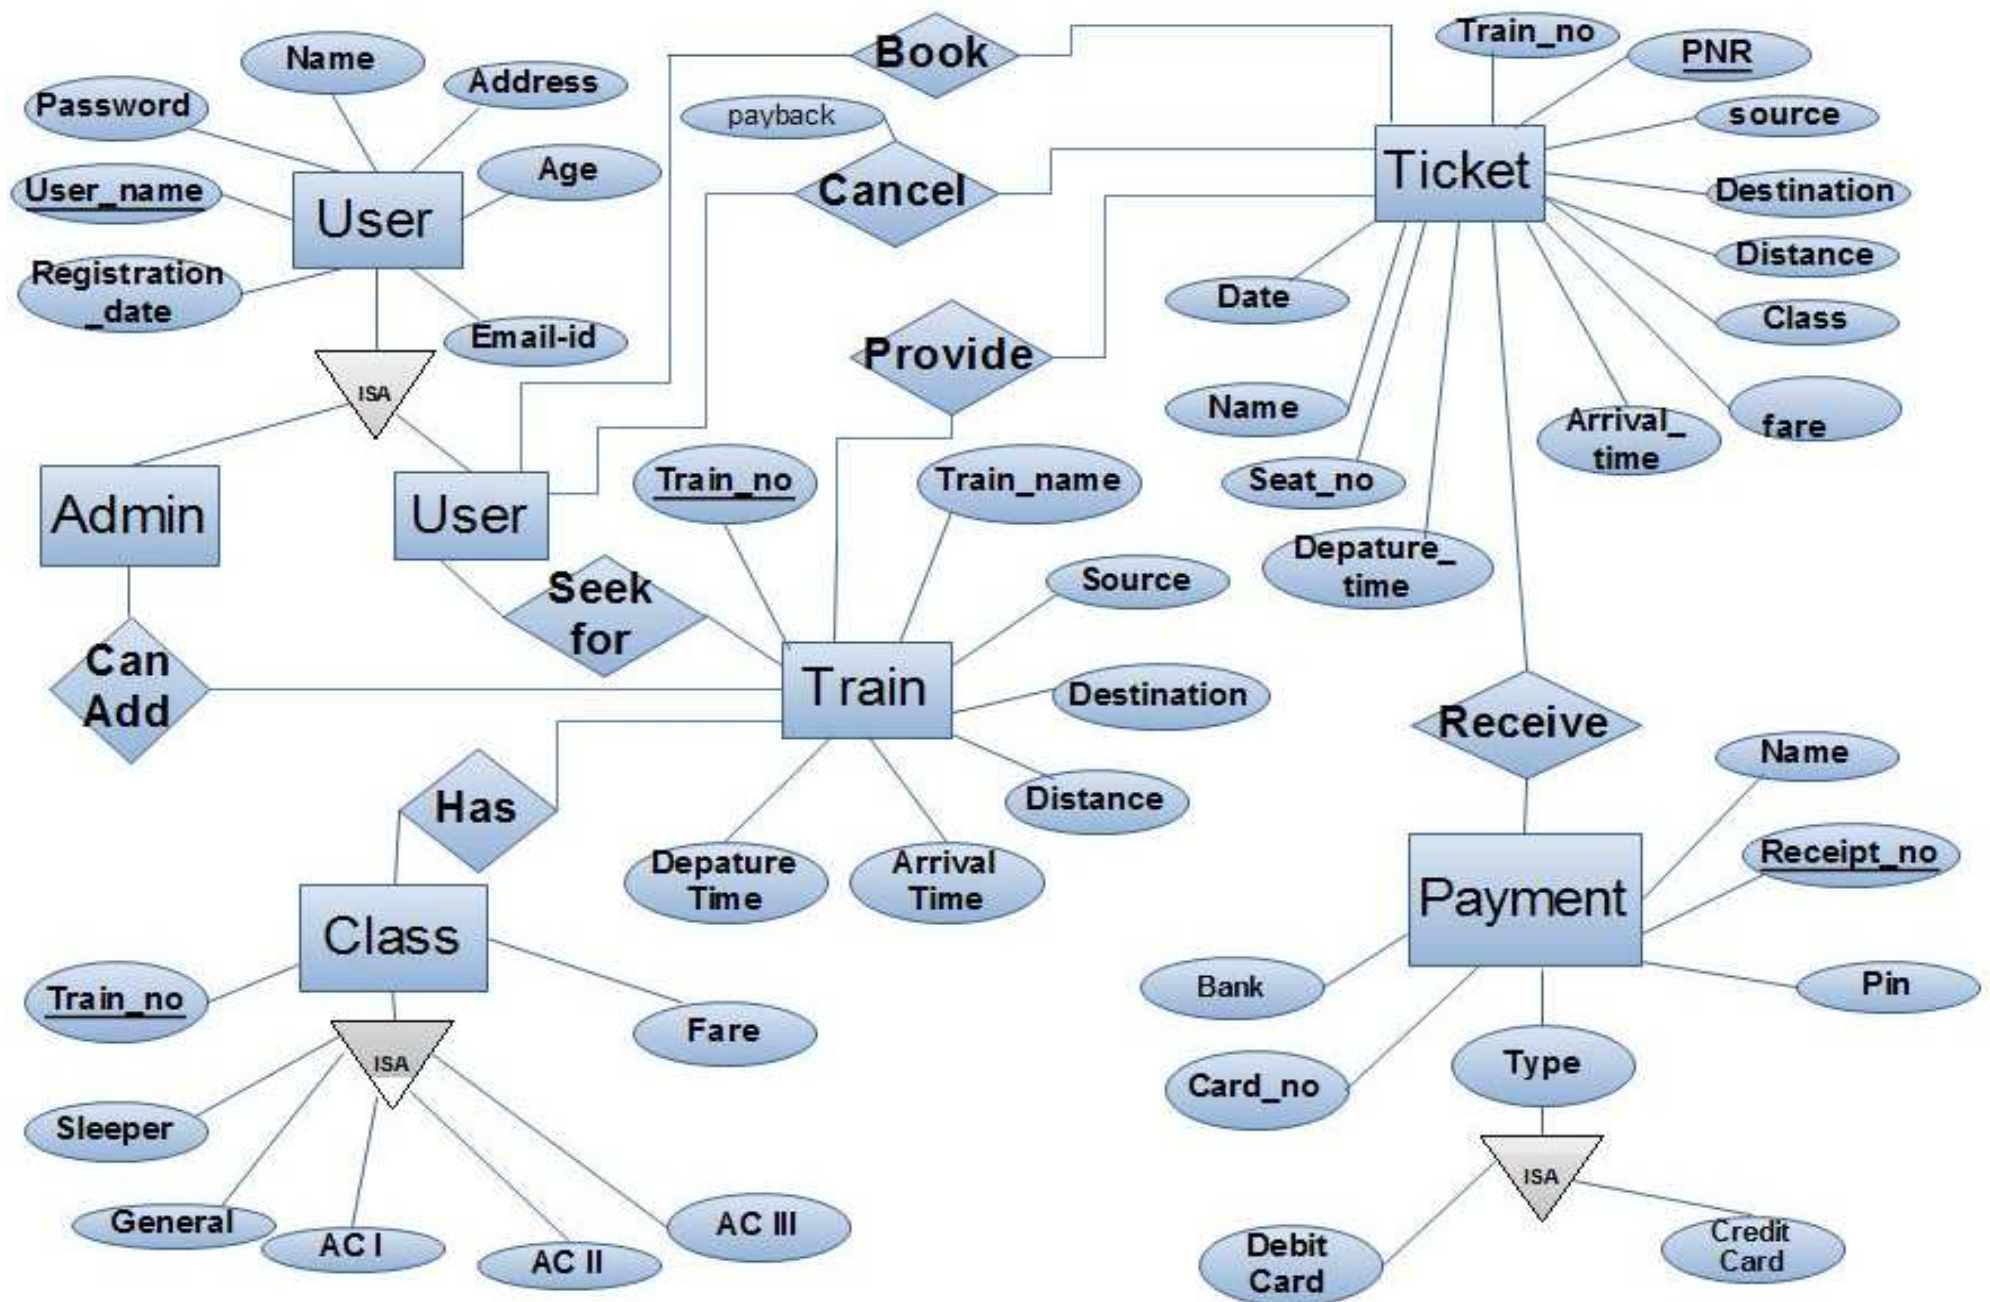 Name
Book
Train_no
PNR
Password
Address
payback
source
User_name
User
Age
Cancel
Ticket
Destination
Registration
_date
Email-id
Distance
Date
Class
ISA
Provide
Name
Arrival_
time
fare
Admin
User
Train_no
Train_name
Seat_no
Depature_
time
Seek
for
Source
Can
Add
Train
Destination
Receive
Has
Distance
Name
Depature
Time
Arrival
Time
Receipt_no
Payment
Class
Train_no
Fare
Bank
Pin
ISA
Card_no
Type
Sleeper
ISA
General
AC I
AC II
AC III
Debit
Card
Credit
Card